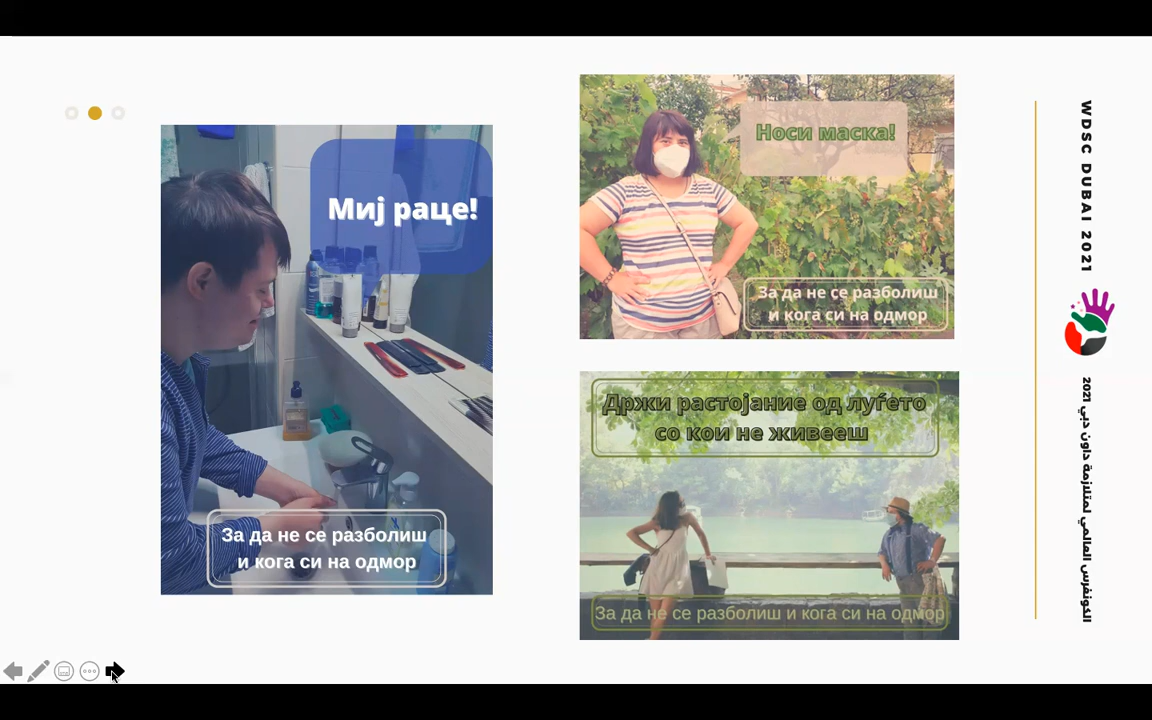 Миј раце!
За да не се разболиш
и кога си на одмор
Носи маска!
За да не се разболиш
и кога си на одмор
Држи растојание од луѓето
со кои не живееш
За да не се разболиш и кога си на одмор
WDSC DUBAI 2021
الكونفرس العالمي لمتلازمة داون دبي 2021